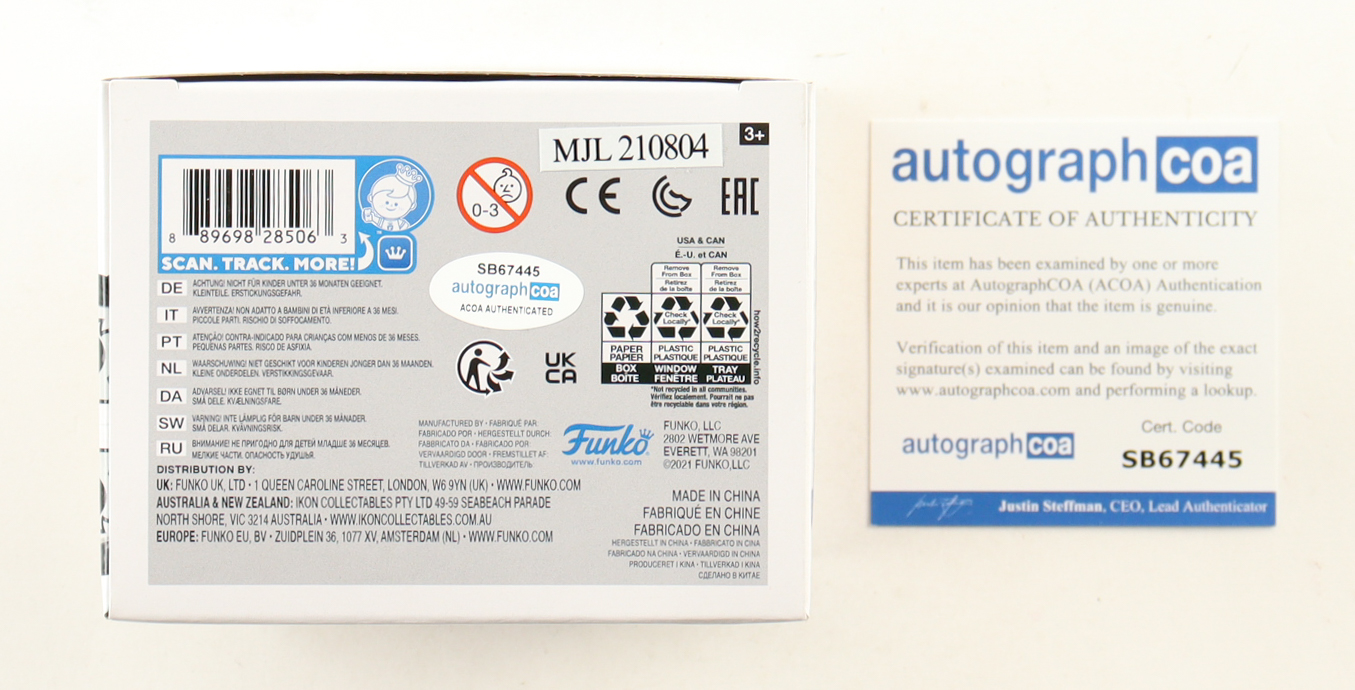 MJL 210804
3+
8 89698 28506 3
SCAN. TRACK. MORE!
0-3
CE
EAC
SB67445
autograph coa
ACOA AUTHENTICATED
USA & CAN
É.-U. et CAN
Remove From Box
Retirez de la boîte
Remove From Box
Retirez de la boîte
Check Locally*
Check Locally*
PAPER PAPIER
PLASTIC PLASTIQUE
PLASTIC PLASTIQUE
BOX BOÎTE
WINDOW FENÊTRE
TRAY PLATEAU
*Not recycled in all communities.
Vérifiez localement. Pourrait ne pas
être recyclable dans votre région.
how2recycle.info
UK
CA
DE ACHTUNG! NICHT FÜR KINDER UNTER 36 MONATEN GEEIGNET.
KLEINTEILE. ERSTICKUNGSGEFAHR.
IT AVVERTENZA! NON ADATTO A BAMBINI DI ETÀ INFERIORE A 36 MESI.
PICCOLE PARTI. RISCHIO DI SOFFOCAMENTO.
PT ATENÇÃO! CONTRA-INDICADO PARA CRIANÇAS COM MENOS DE 36 MESES.
PEQUENAS PARTES. RISCO DE ASFIXIA.
NL WAARSCHUWING! NIET GESCHIKT VOOR KINDEREN JONGER DAN 36 MAANDEN.
KLEINE ONDERDELEN. VERSTIKKINGSGEVAAR.
DA ADVARSEL! IKKE EGNET TIL BØRN UNDER 36 MÅNEDER.
SMÅ DELE. KVÆLNINGSFARE.
SW VARNING! INTE LÄMPLIG FÖR BARN UNDER 36 MÅNADER.
SMÅ DELAR. KVÄVNINGSRISK.
RU ВНИМАНИЕ! НЕ ПРИГОДНО ДЛЯ ДЕТЕЙ МЛАДШЕ 36 МЕСЯЦЕВ.
МЕЛКИЕ ЧАСТИ. ОПАСНОСТЬ УДУШЬЯ.
MANUFACTURED BY • FABRIQUÉ PAR
FABRICADO POR • HERGESTELLT DURCH
FABBRICATO DA • FABRICADO POR
VERVAARDIGD DOOR • FREMSTILLET AF:
TILLVERKAD AV • ПРОИЗВОДИТЕЛЬ:
Funko
www.funko.com
FUNKO, LLC
2802 WETMORE AVE
EVERETT, WA 98201
©2021 FUNKO,LLC
DISTRIBUTION BY:
UK: FUNKO UK, LTD • 1 QUEEN CAROLINE STREET, LONDON, W6 9YN (UK) • WWW.FUNKO.COM
AUSTRALIA & NEW ZEALAND: IKON COLLECTABLES PTY LTD 49-59 SEABEACH PARADE
NORTH SHORE, VIC 3214 AUSTRALIA • WWW.IKONCOLLECTABLES.COM.AU
EUROPE: FUNKO EU, BV • ZUIDPLEIN 36, 1077 XV, AMSTERDAM (NL) • WWW.FUNKO.COM
MADE IN CHINA
FABRIQUÉ EN CHINE
FABRICADO EN CHINA
HERGESTELLT IN CHINA • FABBRICATO IN CINA
FABRICADO NA CHINA • VERVAARDIGD IN CHINA
PRODUCERET I KINA • TILLVERKAD I KINA
СДЕЛАНО В КИТАЕ
autograph coa
CERTIFICATE OF AUTHENTICITY
This item has been examined by one or more
experts at AutographCOA (ACOA) Authentication
and it is our opinion that the item is genuine.
Verification of this item and an image of the exact
signature(s) examined can be found by visiting
www.autographcoa.com and performing a lookup.
Cert. Code
autograph coa
SB67445
Justin Steffman, CEO, Lead Authenticator